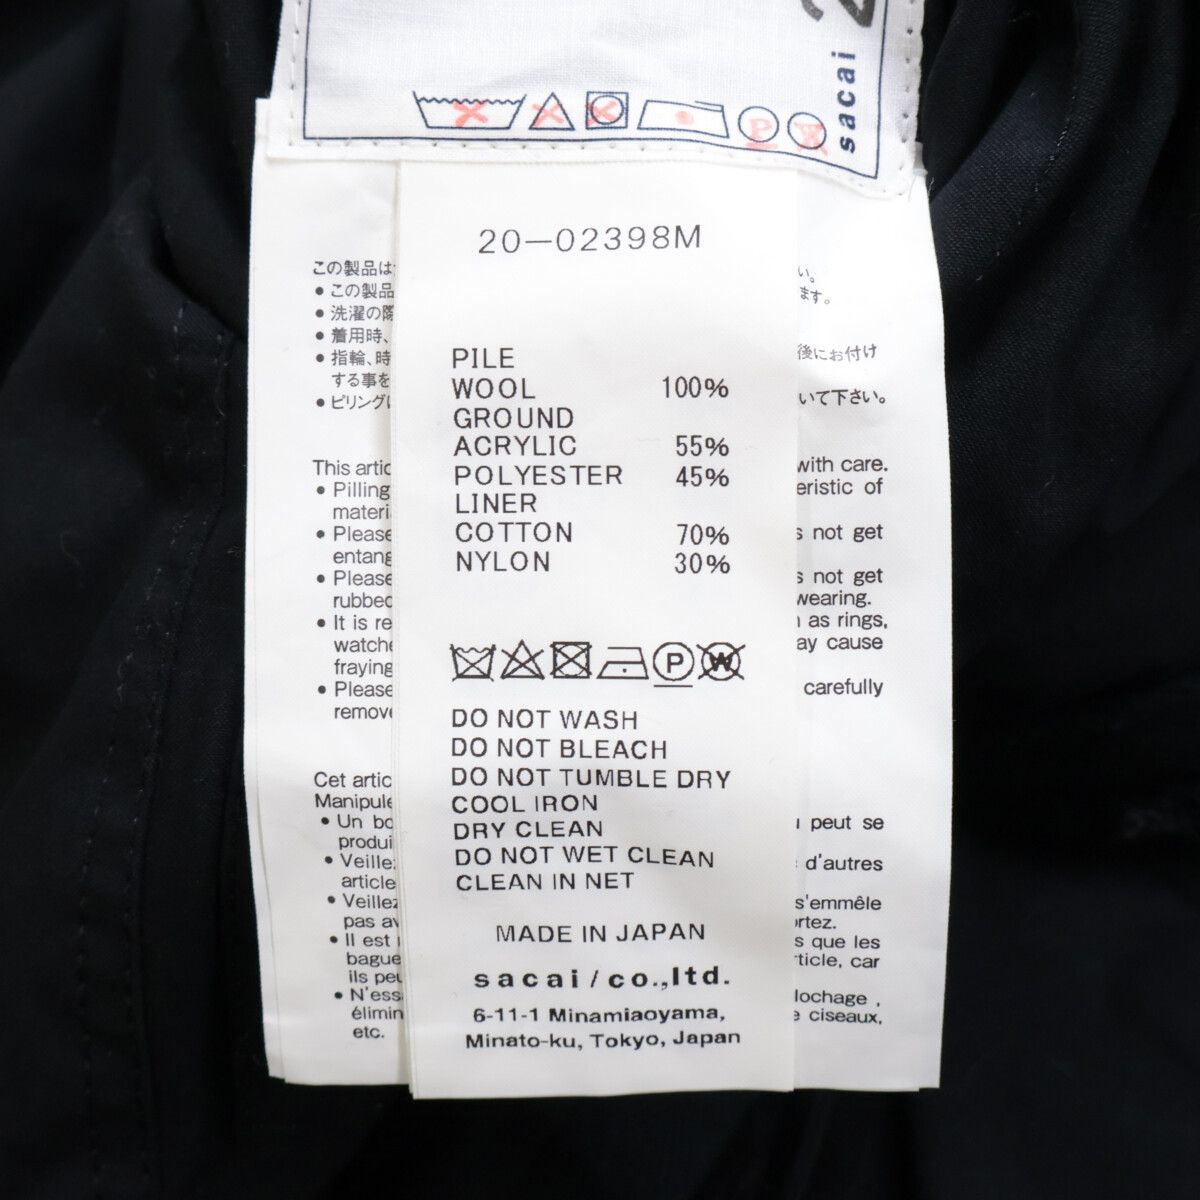 sacai 2
P
W
20-02398M
この製品は
い。
• この製品
ます。
• 洗濯の際
• 着用時、
• 指輪、時
後にお付け
する事を
• ピリング
いて下さい。
PILE
WOOL 100%
GROUND
ACRYLIC 55%
POLYESTER 45%
LINER
COTTON 70%
NYLON 30%
This artic
with care.
• Pilling
eristic of
materi
• Please
s not get
entang
• Please
s not get
rubbed
wearing.
• It is re
n as rings,
watche
ay cause
fraying
• Please
carefully
remove
P
W
DO NOT WASH
DO NOT BLEACH
DO NOT TUMBLE DRY
COOL IRON
DRY CLEAN
DO NOT WET CLEAN
CLEAN IN NET
Cet artic
Manipule
• Un bo
u peut se
produi
• Veille
d'autres
article
• Veillez
s'emmêle
pas av
ortez.
• Il est
s que les
bague
rticle, car
ils peu
• N'ess
lochage,
élimin
e ciseaux,
etc.
MADE IN JAPAN
sacai / co.,ltd.
6-11-1 Minamiaoyama,
Minato-ku, Tokyo, Japan